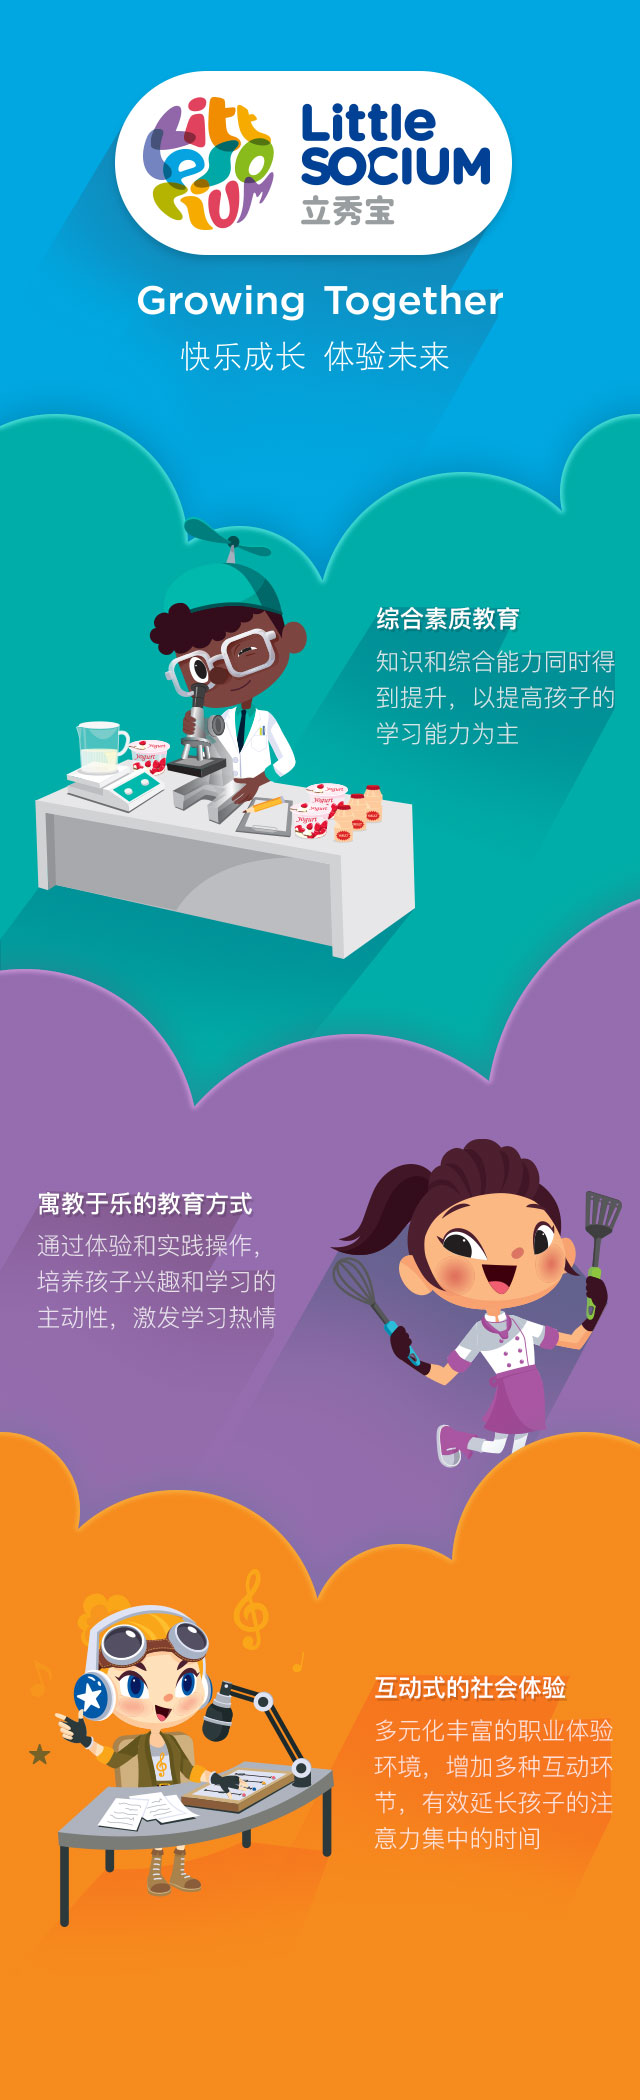 Little SOCIUM
Little
SOCIUM
立秀宝
Growing Together
快乐成长 体验未来
综合素质教育
知识和综合能力同时得
到提升，以提高孩子的
学习能力为主
Yogurt
Yogurt
Yogurt
Yogurt
Yogurt
Yogurt
寓教于乐的教育方式
通过体验和实践操作，
培养孩子兴趣和学习的
主动性，激发学习热情
互动式的社会体验
多元化丰富的职业体验
环境，增加多种互动环
节，有效延长孩子的注
意力集中的时间